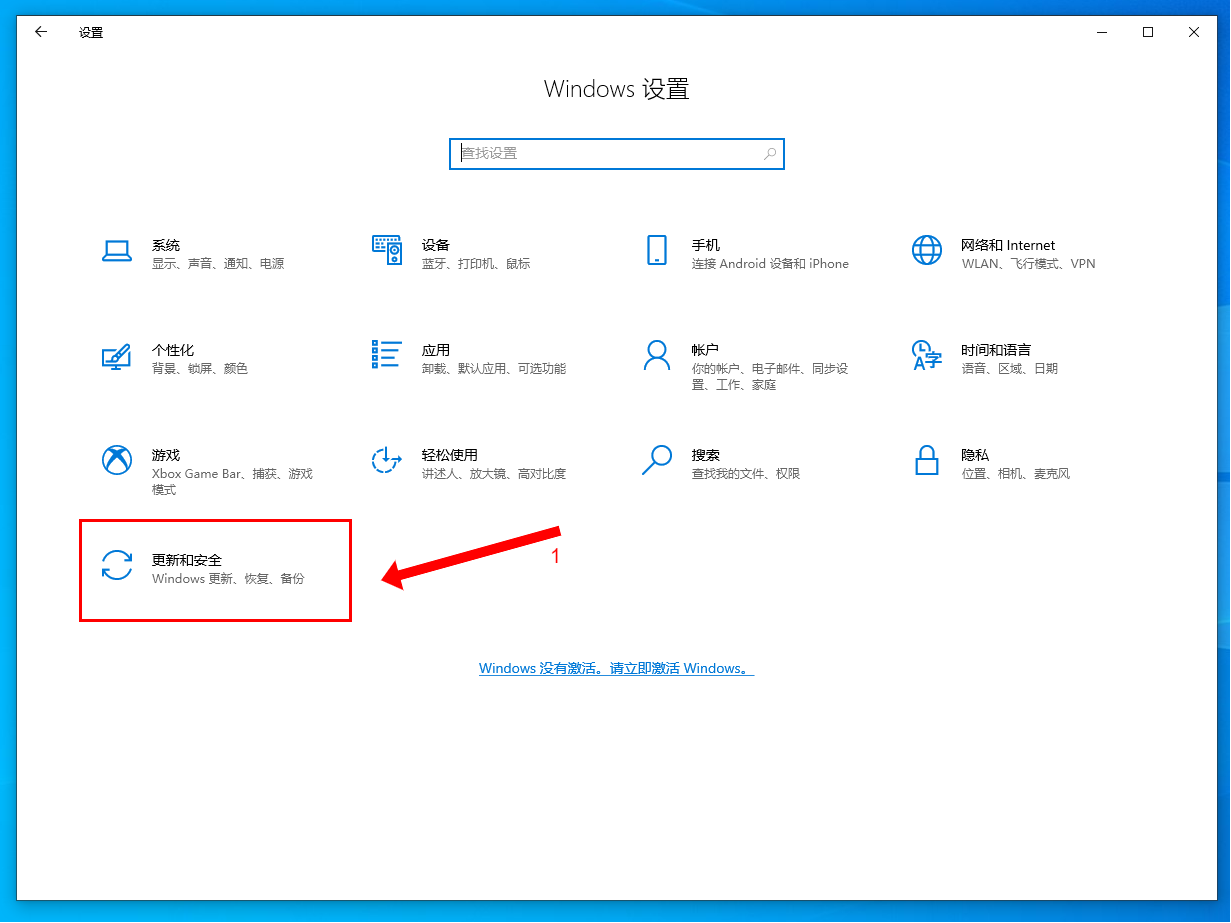 设置
Windows 设置
查找设置
系统
显示、声音、通知、电源
设备
蓝牙、打印机、鼠标
手机
连接 Android 设备和 iPhone
网络和 Internet
WLAN、飞行模式、VPN
个性化
背景、锁屏、颜色
应用
卸载、默认应用、可选功能
帐户
你的帐户、电子邮件、同步设
置、工作、家庭
时间和语言
语音、区域、日期
游戏
Xbox Game Bar、捕获、游戏
模式
轻松使用
讲述人、放大镜、高对比度
搜索
查找我的文件、权限
隐私
位置、相机、麦克风
更新和安全
Windows 更新、恢复、备份
1
Windows 没有激活。请立即激活 Windows。